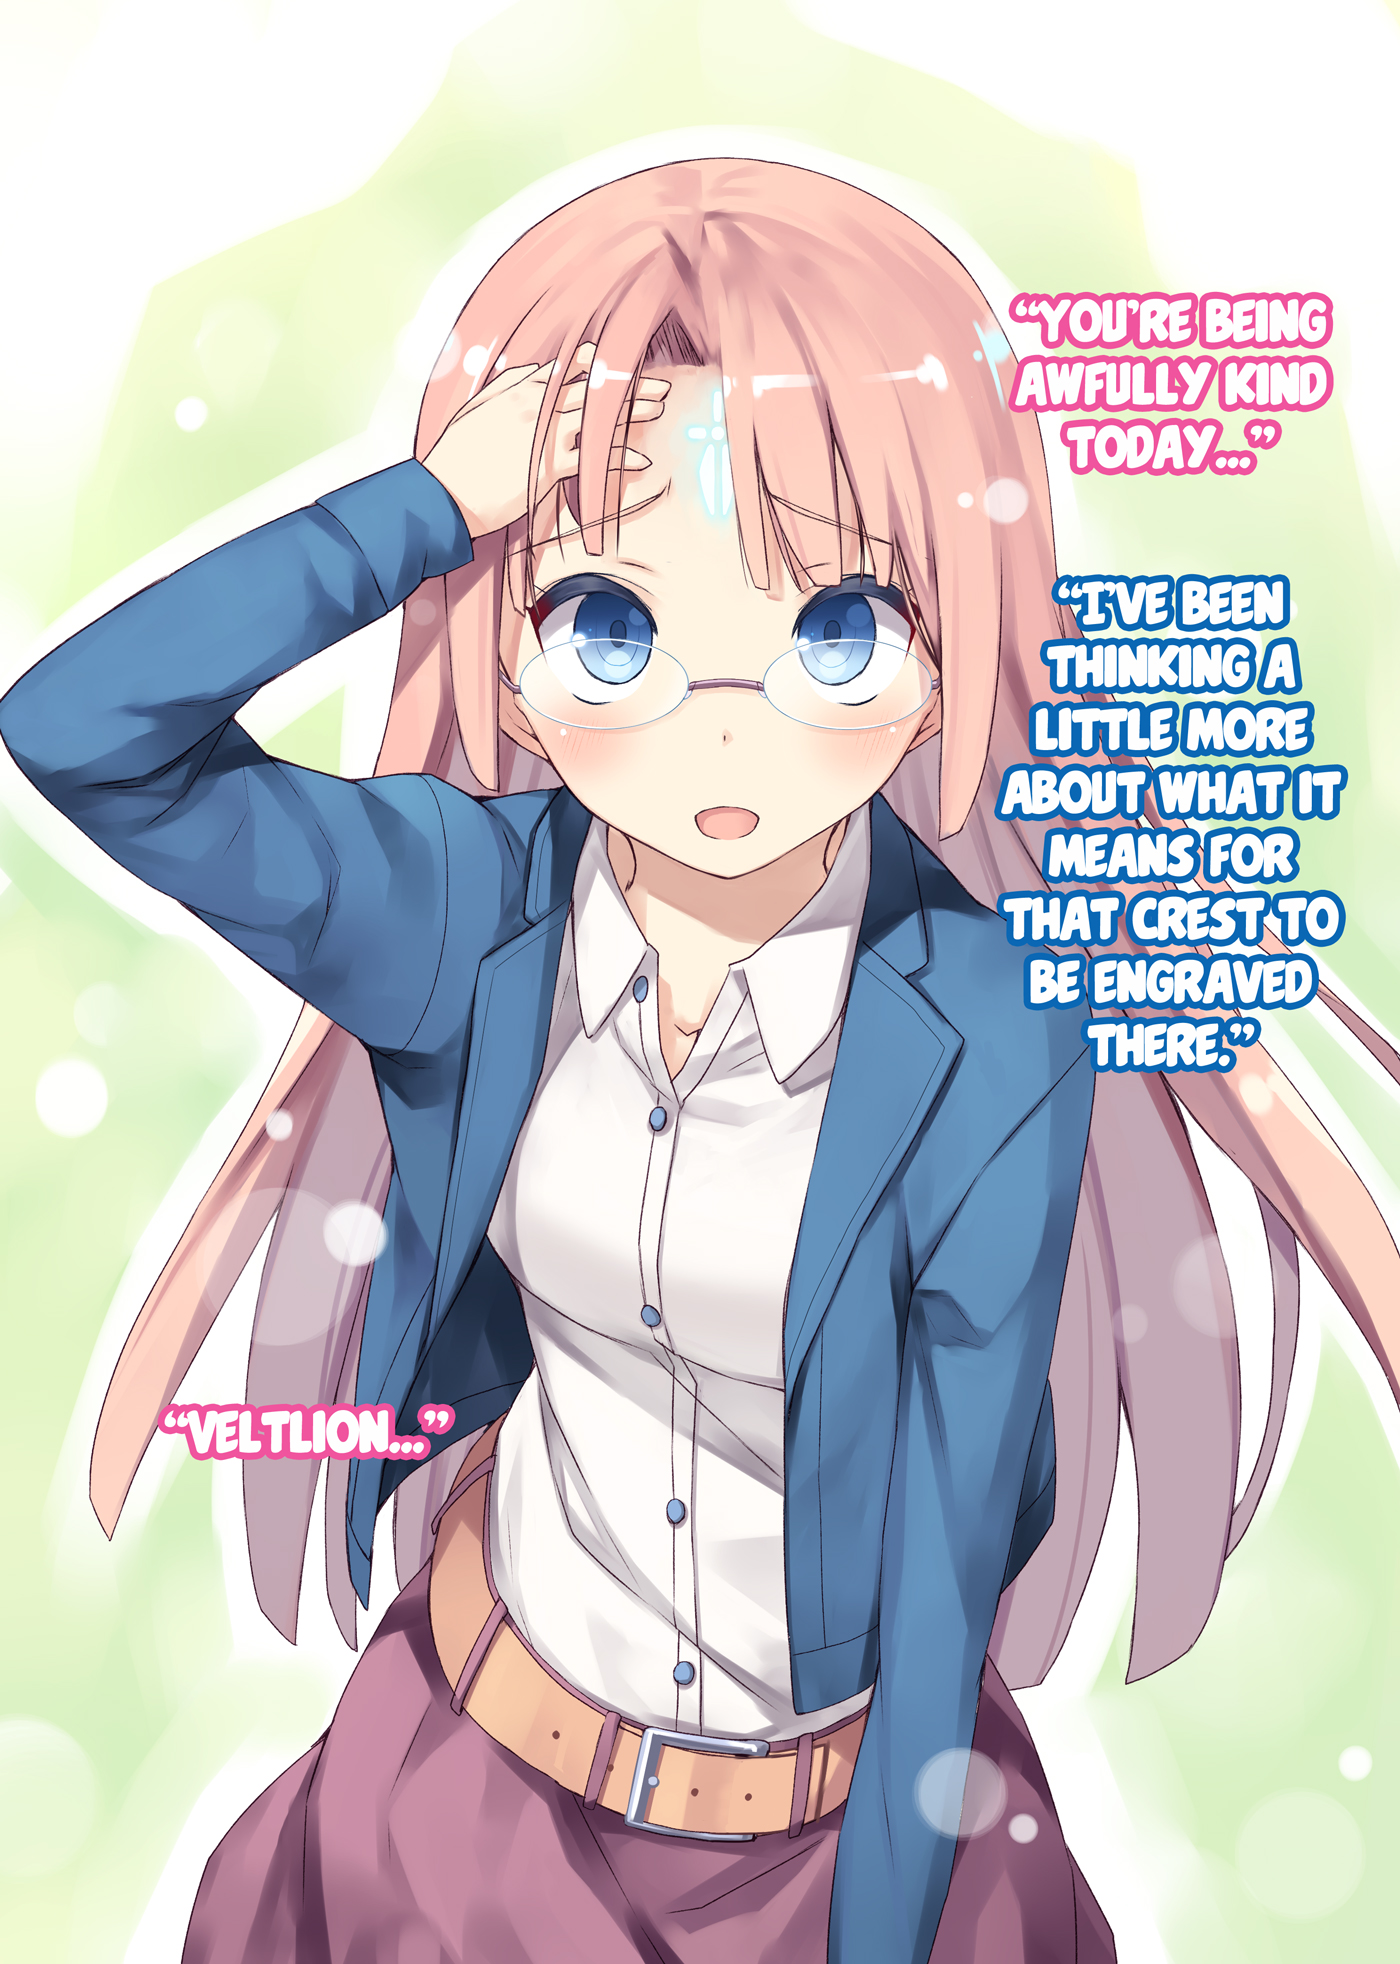 “YOU’RE BEING
AWFULLY KIND
TODAY...”
“I’VE BEEN
THINKING A
LITTLE MORE
ABOUT WHAT IT
MEANS FOR
THAT CREST TO
BE ENGRAVED
THERE.”
“VELTLION...”